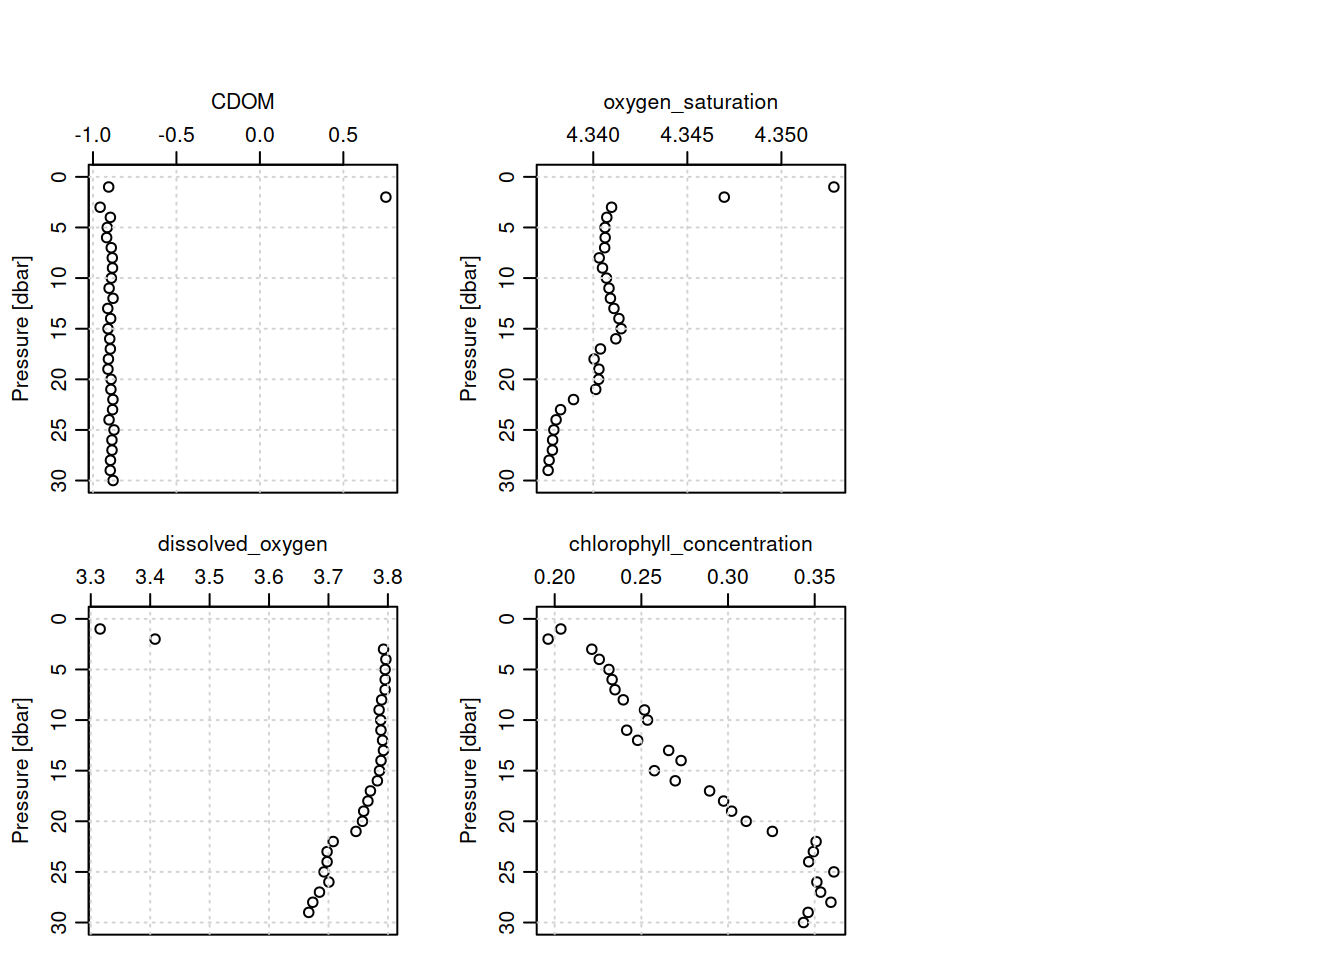 CDOM
-1.0 -0.5 0.0 0.5
Pressure [dbar]
0 5 10 15 20 25 30
oxygen_saturation
4.340 4.345 4.350
Pressure [dbar]
0 5 10 15 20 25 30
dissolved_oxygen
3.3 3.4 3.5 3.6 3.7 3.8
Pressure [dbar]
0 5 10 15 20 25 30
chlorophyll_concentration
0.20 0.25 0.30 0.35
Pressure [dbar]
0 5 10 15 20 25 30